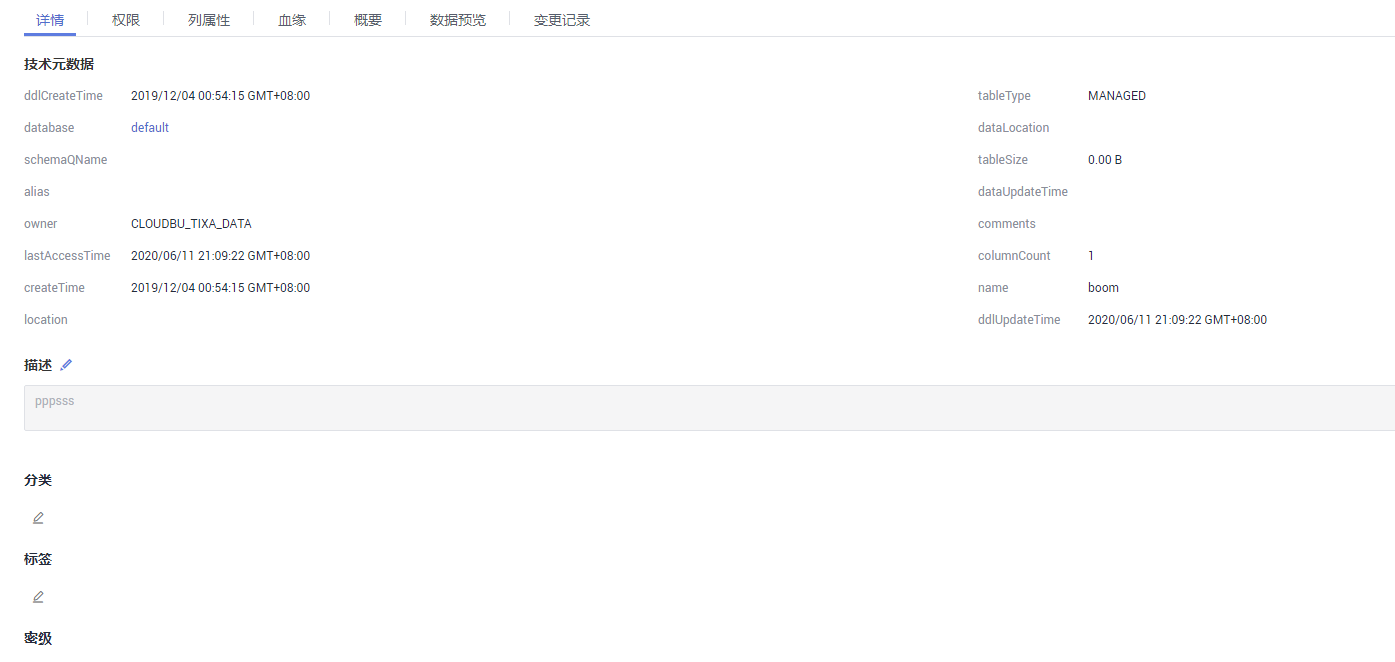 详情 权限 列属性 血缘 概要 数据预览 变更记录
技术元数据
ddlCreateTime 2019/12/04 00:54:15 GMT+08:00 tableType MANAGED
database default dataLocation
schemaQName tableSize 0.00 B
alias dataUpdateTime
owner CLOUDBU_TIXA_DATA comments
lastAccessTime 2020/06/11 21:09:22 GMT+08:00 columnCount 1
createTime 2019/12/04 00:54:15 GMT+08:00 name boom
location ddlUpdateTime 2020/06/11 21:09:22 GMT+08:00
描述
pppsss
分类
标签
密级